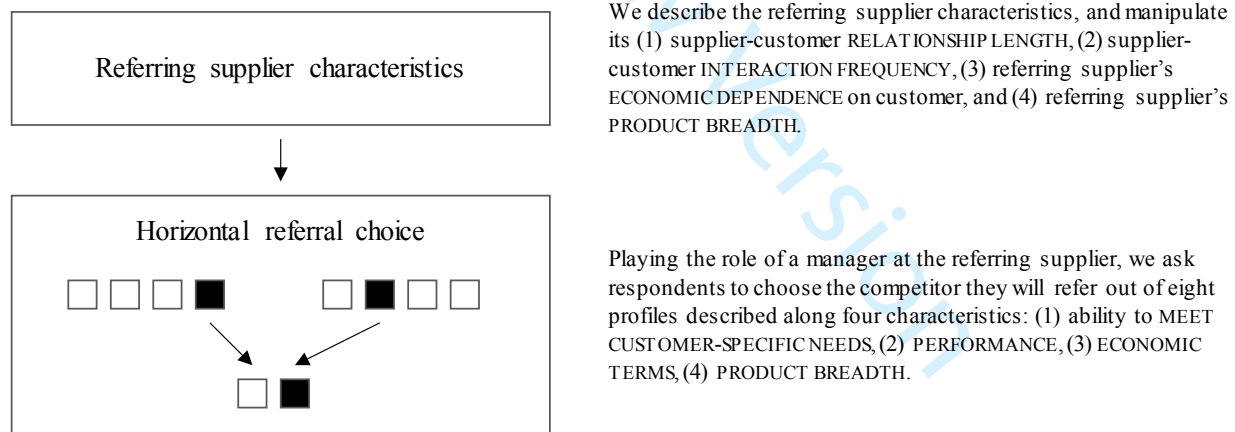 Referring supplier characteristics
We describe the referring supplier characteristics, and manipulate
its (1) supplier-customer RELATIONSHIP LENGTH, (2) supplier-
customer INTERACTION FREQUENCY, (3) referring supplier's
ECONOMIC DEPENDENCE on customer, and (4) referring supplier's
PRODUCT BREADTH.
Horizontal referral choice
Playing the role of a manager at the referring supplier, we ask
respondents to choose the competitor they will refer out of eight
profiles described along four characteristics: (1) ability to MEET
CUSTOMER-SPECIFIC NEEDS, (2) PERFORMANCE, (3) ECONOMIC
TERMS, (4) PRODUCT BREADTH.
Version